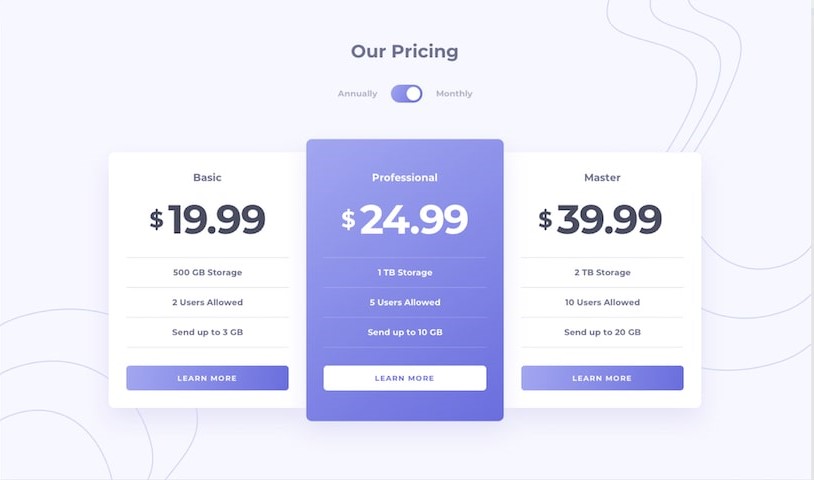 Our Pricing
Annually Monthly
Basic
$19.99
500 GB Storage
2 Users Allowed
Send up to 3 GB
LEARN MORE
Professional
$24.99
1 TB Storage
5 Users Allowed
Send up to 10 GB
LEARN MORE
Master
$39.99
2 TB Storage
10 Users Allowed
Send up to 20 GB
LEARN MORE